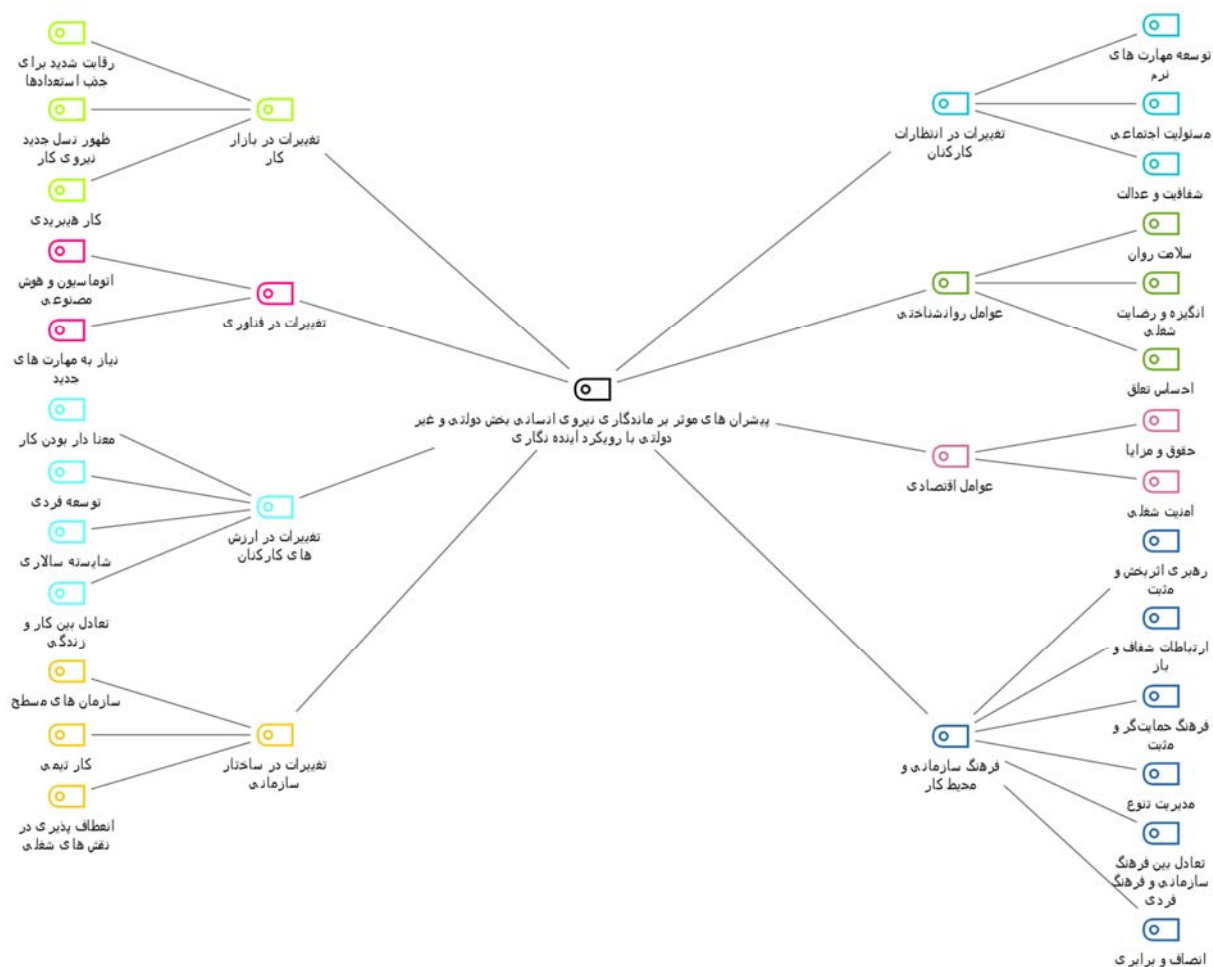 پیشران های موثر بر ماندگاری نیروی انسانی بخش دولتی و غیر
دولتی با رویکرد آینده نگاری
تغییرات در انتظارات
کارکنان
توسعه مهارت های
نرم
مسئولیت اجتماعی
شفافیت و عدالت
عوامل روانشناختی
سلامت روان
انگیزه و رضایت
شغلی
احساس تعلق
عوامل اقتصادی
حقوق و مزایا
امنیت شغلی
فرهنگ سازمانی و
محیط کار
رهبری اثربخش و
مثبت
ارتباطات شفاف و
باز
فرهنگ حمایت‌گر و
مثبت
مدیریت تنوع
تعادل بین فرهنگ
سازمانی و فرهنگ
فردی
انصاف و برابری
تغییرات در بازار
کار
رقابت شدید برای
جذب استعدادها
ظهور نسل جدید
نیروی کار
کار هیبریدی
تغییرات در فناوری
اتوماسیون و هوش
مصنوعی
نیاز به مهارت های
جدید
تغییرات در ارزش
های کارکنان
معنا دار بودن کار
توسعه فردی
شایسته سالاری
تعادل بین کار و
زندگی
تغییرات در ساختار
سازمانی
سازمان های مسطح
کار تیمی
انعطاف پذیری در
نقش های شغلی